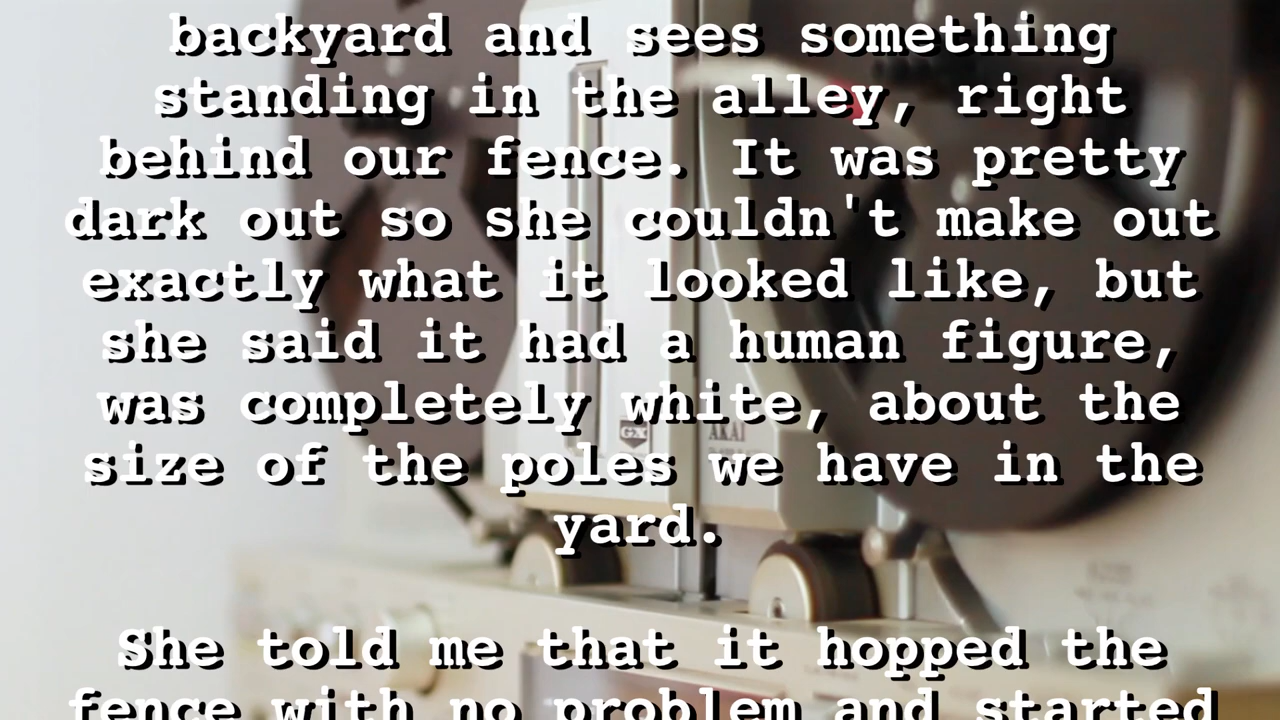 backyard and sees something
standing in the alley, right
behind our fence. It was pretty
dark out so she couldn't make out
exactly what it looked like, but
she said it had a human figure,
was completely white, about the
size of the poles we have in the
yard.
She told me that it hopped the
fence with no problem and started
GX
AKAI